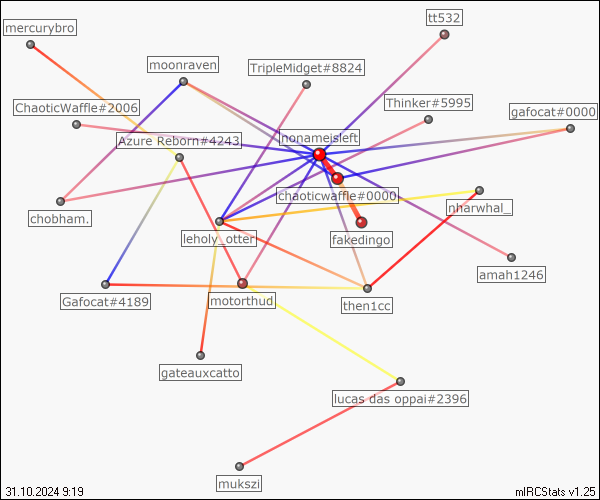 mercurybro
tt532
moonraven
TripleMidget#8824
ChaoticWaffle#2006
Thinker#5995
gafocat#0000
Azure Reborn#4243
nonameisleft
chaoticwaffle#0000
nharwhal_
chobham.
leholy_otter
fakedingo
amah1246
Gafocat#4189
motorthud
then1cc
gateauxcatto
lucas das oppai#2396
mukszi
31.10.2024 9:19
mIRCStats v1.25